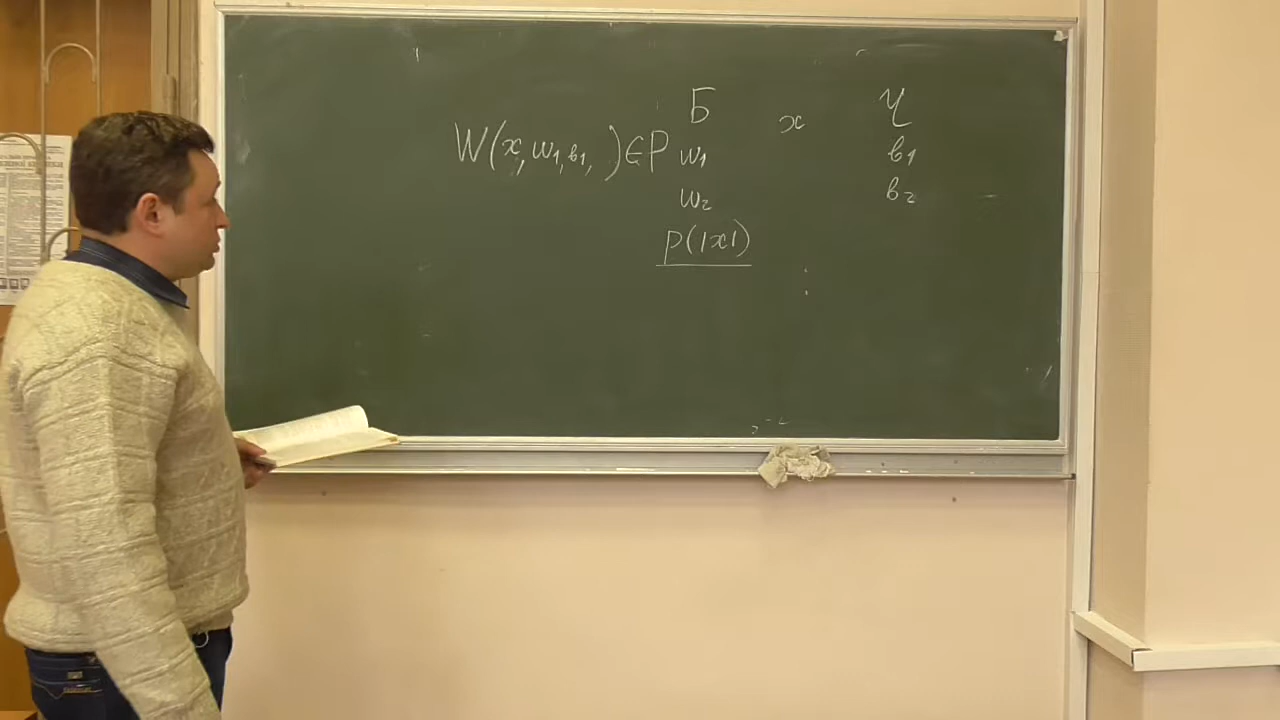 Б x Ч
W(x, w₁, в₁, )∈P w₁ в₁
w₂ в₂
p(|x|)